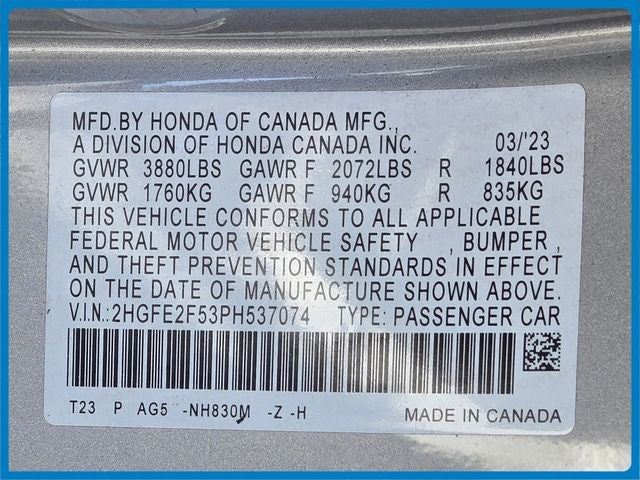 MFD.BY HONDA OF CANADA MFG.,
A DIVISION OF HONDA CANADA INC. 03/'23
GVWR 3880LBS GAWR F 2072LBS R 1840LBS
GVWR 1760KG GAWR F 940KG R 835KG
THIS VEHICLE CONFORMS TO ALL APPLICABLE
FEDERAL MOTOR VEHICLE SAFETY , BUMPER ,
AND THEFT PREVENTION STANDARDS IN EFFECT
ON THE DATE OF MANUFACTURE SHOWN ABOVE.
V.I.N.:2HGFE2F53PH537074 TYPE: PASSENGER CAR
T23 P AG5 -NH830M -Z -H MADE IN CANADA